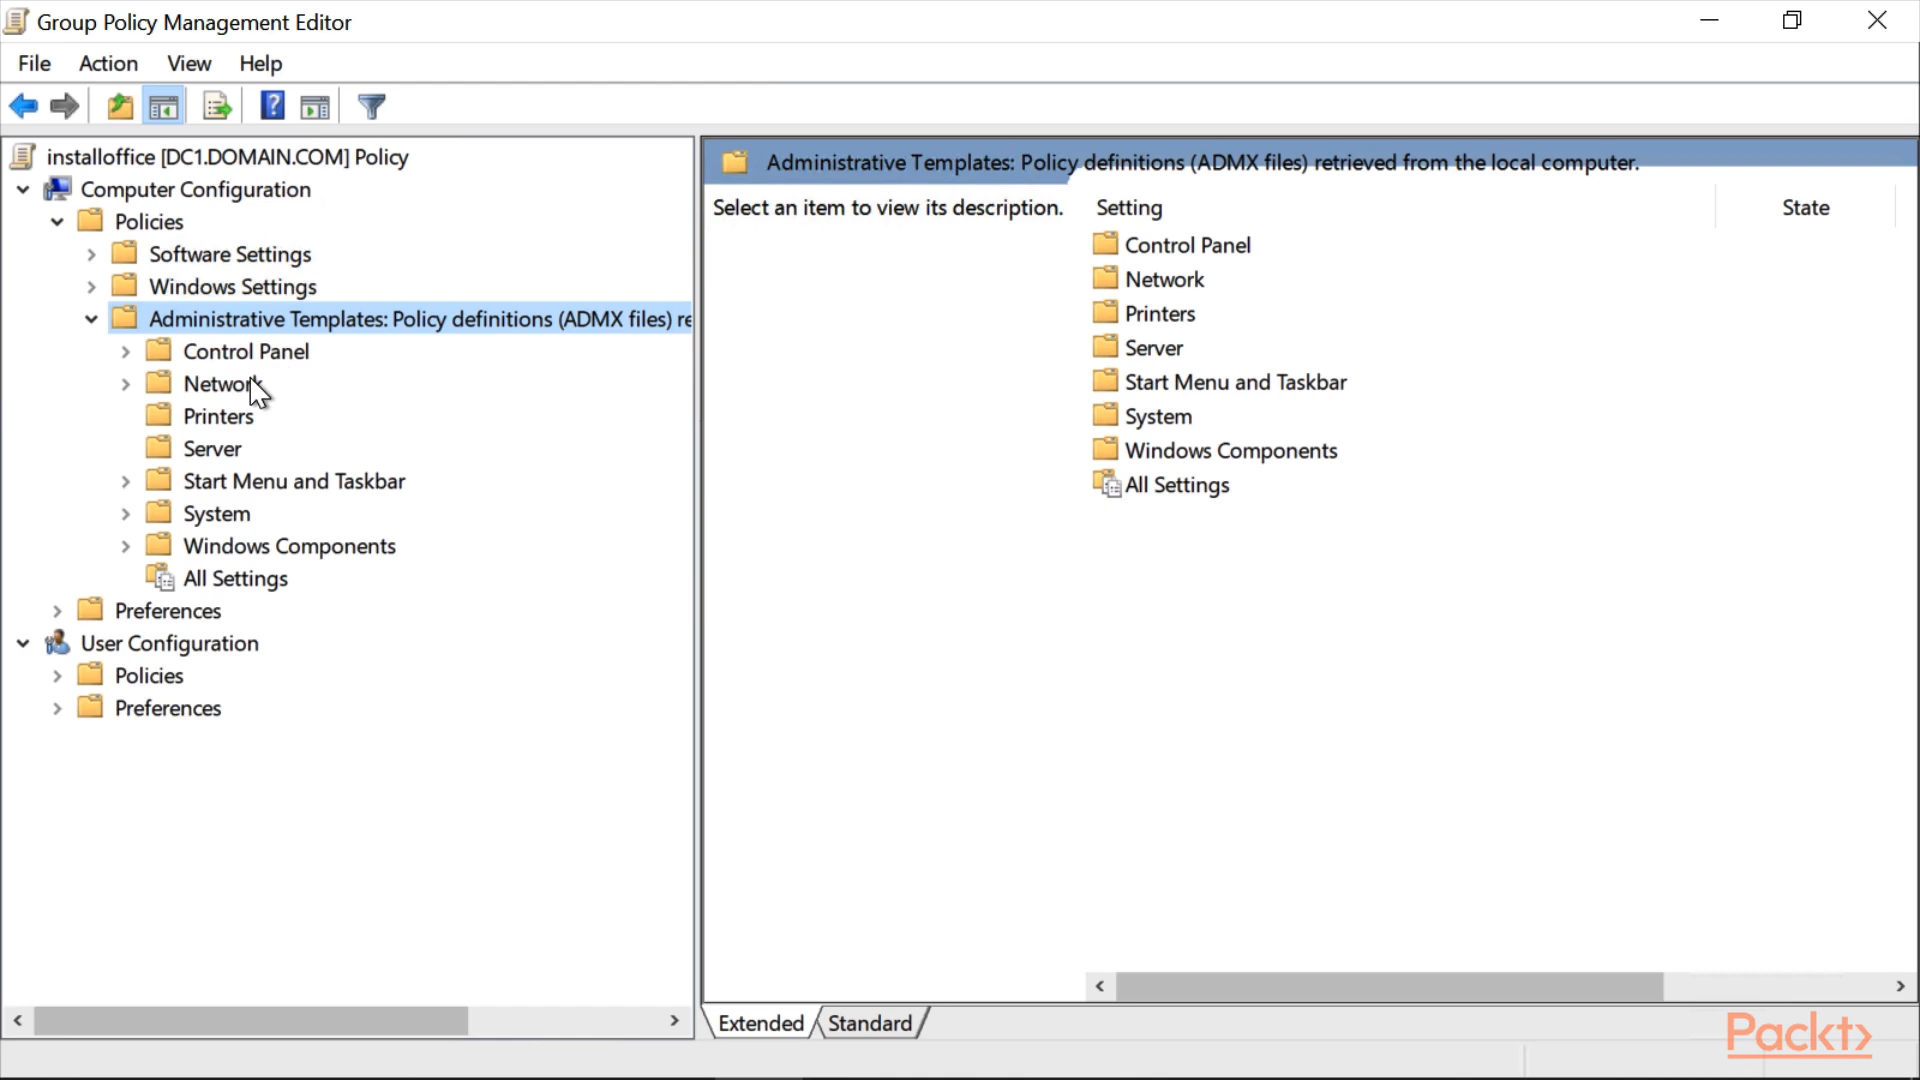 Group Policy Management Editor
File Action View Help
installoffice [DC1.DOMAIN.COM] Policy
Computer Configuration
Policies
Software Settings
Windows Settings
Administrative Templates: Policy definitions (ADMX files) re
Control Panel
Network
Printers
Server
Start Menu and Taskbar
System
Windows Components
All Settings
Preferences
User Configuration
Policies
Preferences
Administrative Templates: Policy definitions (ADMX files) retrieved from the local computer.
Select an item to view its description.
Setting State
Control Panel
Network
Printers
Server
Start Menu and Taskbar
System
Windows Components
All Settings
Extended Standard
Packt>